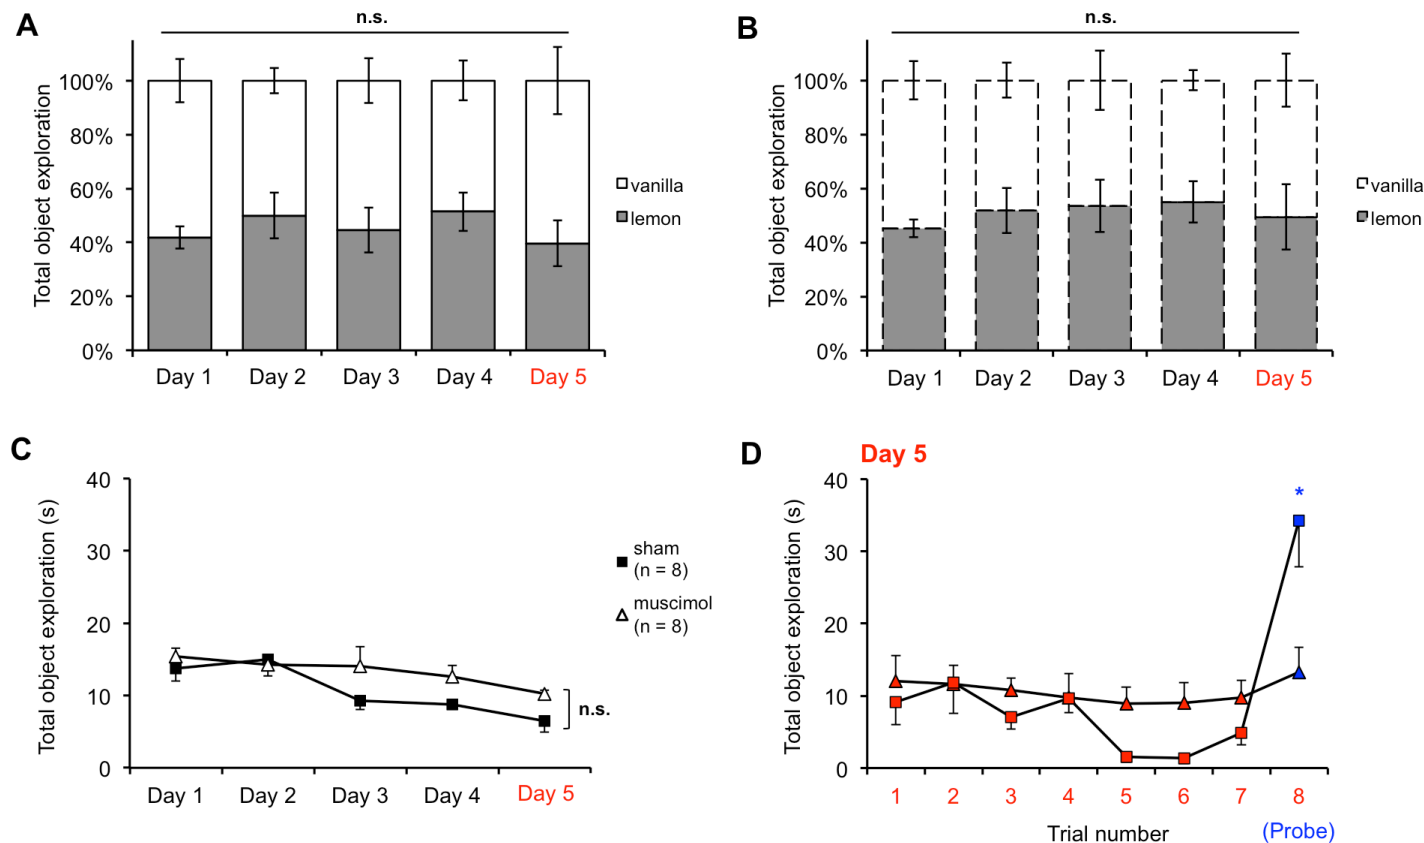 A
n.s.
Total object exploration
100%
80%
60%
40%
20%
0%
Day 1
Day 2
Day 3
Day 4
Day 5
vanilla
lemon
B
n.s.
Total object exploration
100%
80%
60%
40%
20%
0%
Day 1
Day 2
Day 3
Day 4
Day 5
vanilla
lemon
C
Total object exploration (s)
40
30
20
10
0
Day 1
Day 2
Day 3
Day 4
Day 5
n.s.
sham
(n = 8)
muscimol
(n = 8)
D
Day 5
Total object exploration (s)
40
30
20
10
0
*
1
2
3
4
5
6
7
8
(Probe)
Trial number